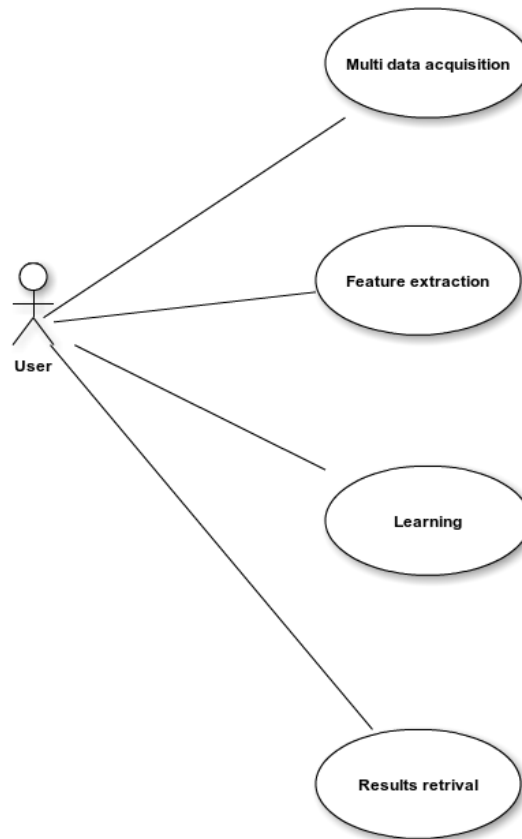 Multi data acquisition
Feature extraction
User
Learning
Results retrival